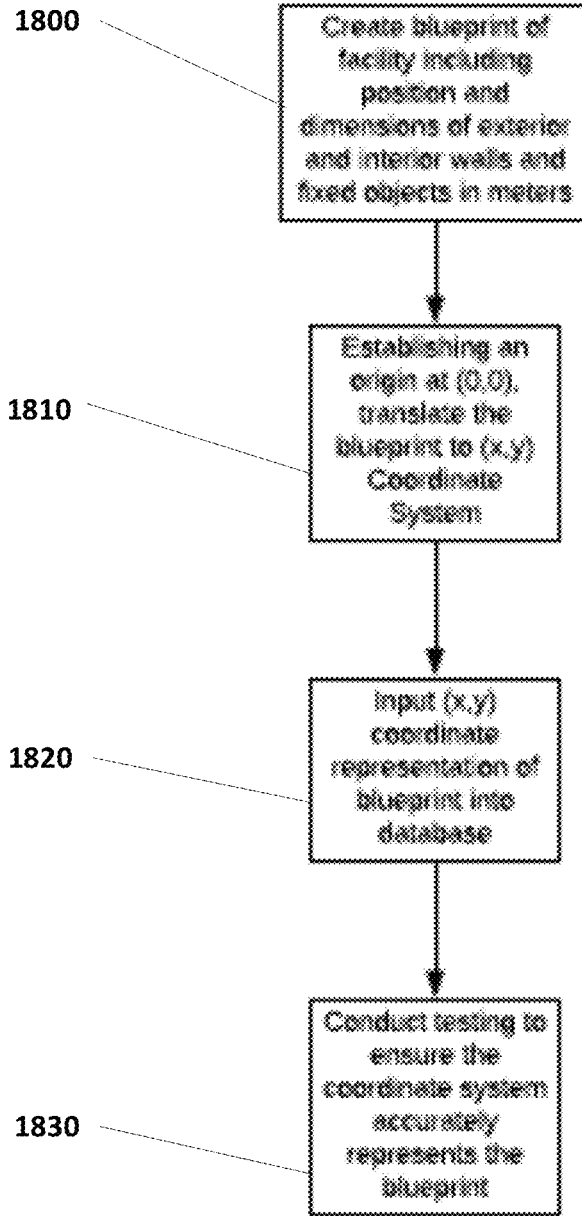 1800
Create blueprint of
facility including
position and
dimensions of exterior
and interior walls and
fixed objects in meters
1810
Establishing an
origin at (0,0),
translate the
blueprint to (x,y)
Coordinate
System
1820
Input (x,y)
coordinate
representation of
blueprint into
database
1830
Conduct testing to
ensure the
coordinate system
accurately
represents the
blueprint